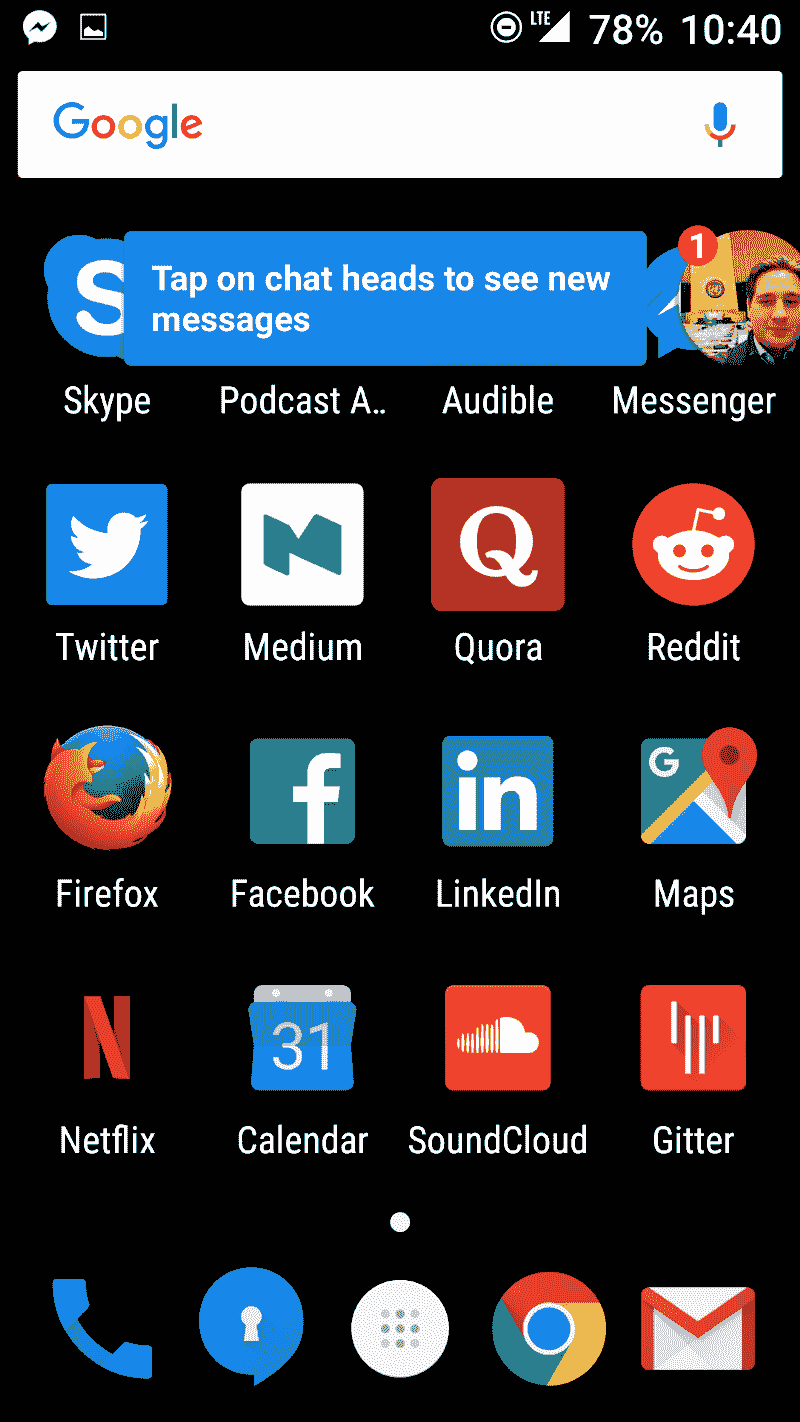 LTE 78% 10:40
Google
1
S
Tap on chat heads to see new
messages
Skype Podcast A.. Audible Messenger
Q
Twitter Medium Quora Reddit
f in G
Firefox Facebook LinkedIn Maps
N 31
Netflix Calendar SoundCloud Gitter